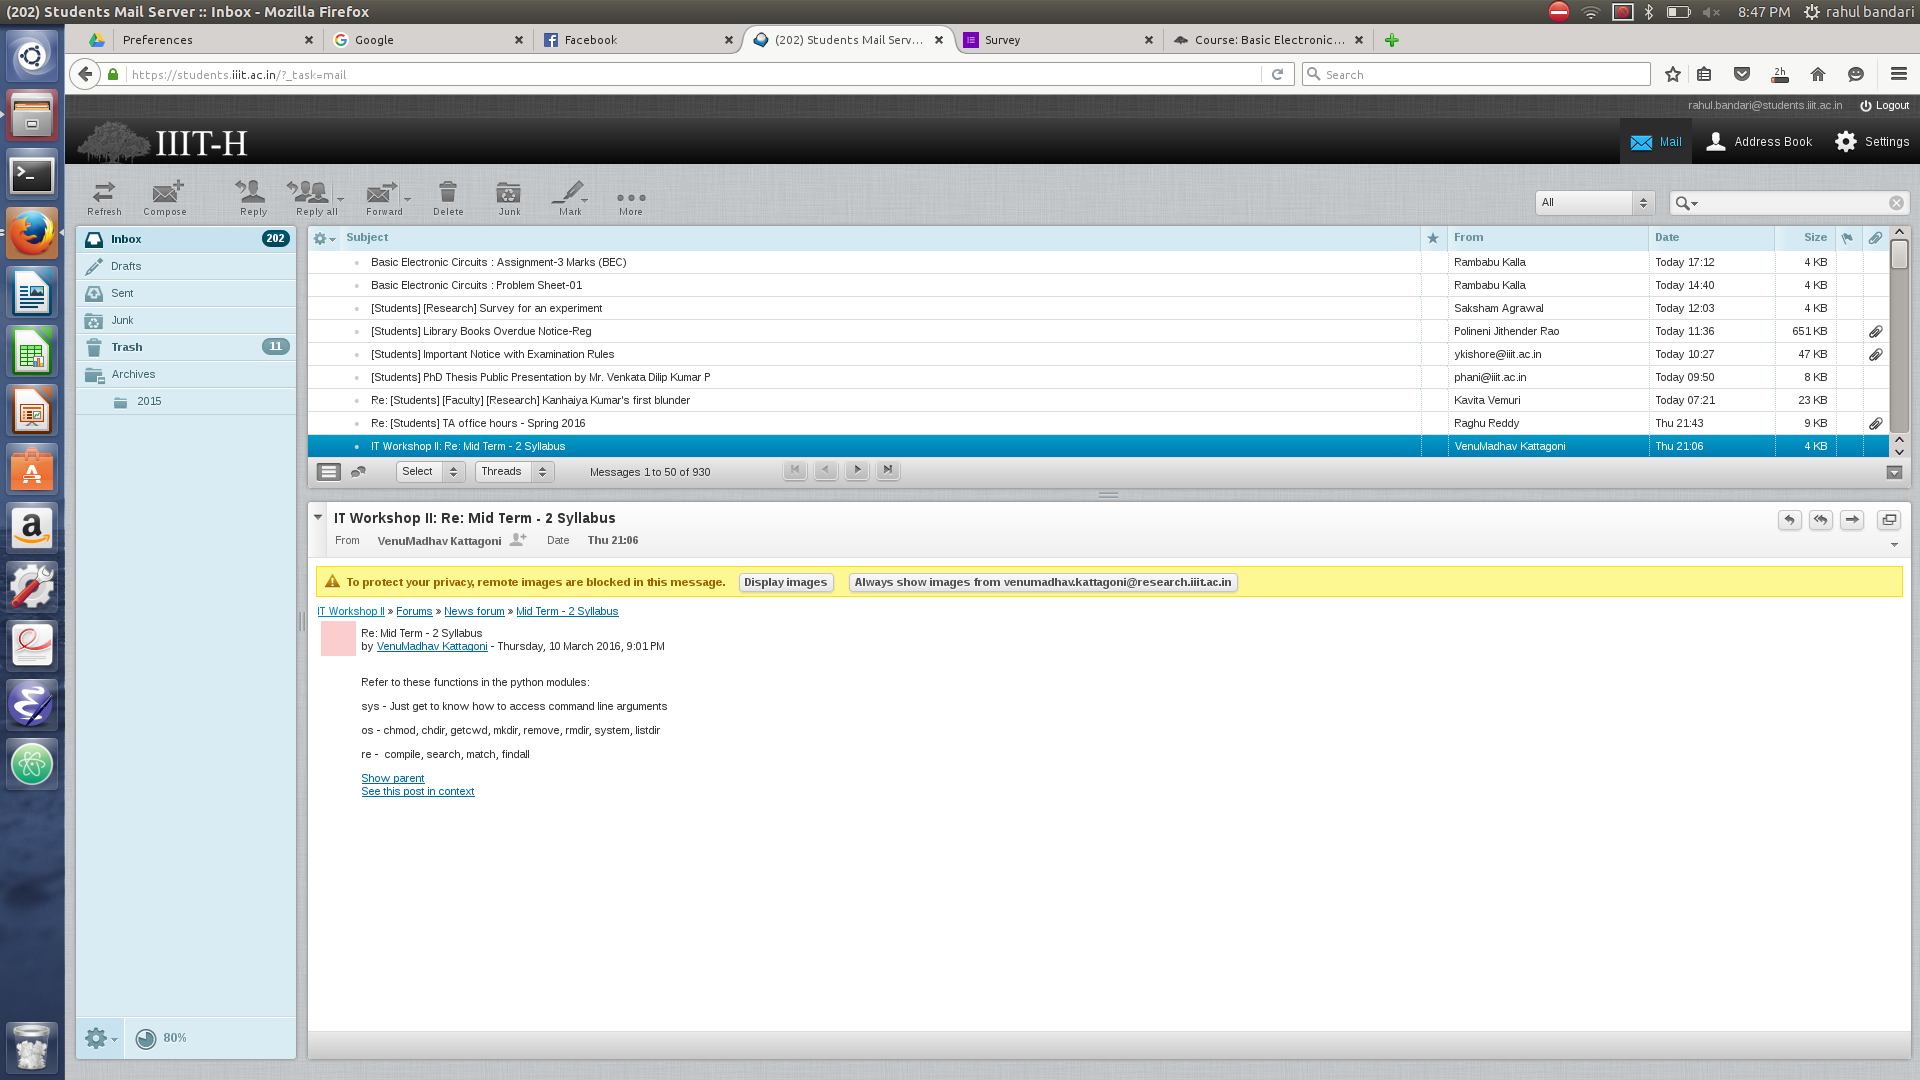 (202) Students Mail Server :: Inbox - Mozilla Firefox
8:47 PM rahul bandari
Preferences
Google
Facebook
(202) Students Mail Serv...
Survey
Course: Basic Electronic...
https://students.iiit.ac.in/?_task=mail
Search
2h
rahul.bandari@students.iiit.ac.in Logout
IIIT-H
Mail Address Book Settings
Refresh Compose Reply Reply all Forward Delete Junk Mark More
All
Inbox 202
Drafts
Sent
Junk
Trash 11
Archives
2015
80%
Subject From Date Size
Basic Electronic Circuits : Assignment-3 Marks (BEC) Rambabu Kalla Today 17:12 4 KB
Basic Electronic Circuits : Problem Sheet-01 Rambabu Kalla Today 14:40 4 KB
[Students] [Research] Survey for an experiment Saksham Agrawal Today 12:03 4 KB
[Students] Library Books Overdue Notice-Reg Polineni Jithender Rao Today 11:36 651 KB
[Students] Important Notice with Examination Rules ykishore@iiit.ac.in Today 10:27 47 KB
[Students] PhD Thesis Public Presentation by Mr. Venkata Dilip Kumar P phani@iiit.ac.in Today 09:50 8 KB
Re: [Students] [Faculty] [Research] Kanhaiya Kumar's first blunder Kavita Vemuri Today 07:21 23 KB
Re: [Students] TA office hours - Spring 2016 Raghu Reddy Thu 21:43 9 KB
IT Workshop II: Re: Mid Term - 2 Syllabus VenuMadhav Kattagoni Thu 21:06 4 KB
Select Threads Messages 1 to 50 of 930
IT Workshop II: Re: Mid Term - 2 Syllabus
From VenuMadhav Kattagoni Date Thu 21:06
To protect your privacy, remote images are blocked in this message. Display images Always show images from venumadhav.kattagoni@research.iiit.ac.in
IT Workshop II » Forums » News forum » Mid Term - 2 Syllabus
Re: Mid Term - 2 Syllabus
by VenuMadhav Kattagoni - Thursday, 10 March 2016, 9:01 PM
Refer to these functions in the python modules:
sys - Just get to know how to access command line arguments
os - chmod, chdir, getcwd, mkdir, remove, rmdir, system, listdir
re - compile, search, match, findall
Show parent
See this post in context